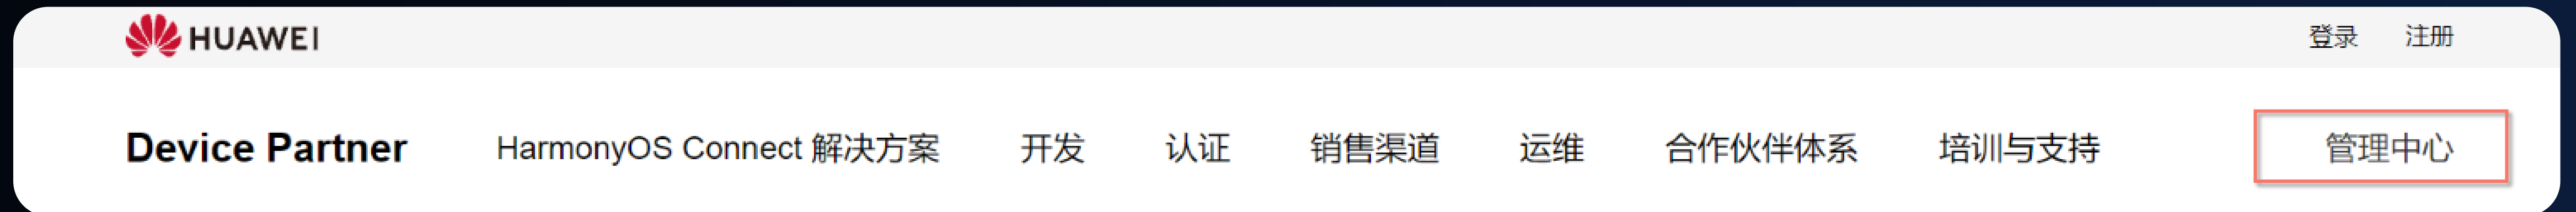 HUAWEI 登录 注册
Device Partner HarmonyOS Connect 解决方案 开发 认证 销售渠道 运维 合作伙伴体系 培训与支持 管理中心